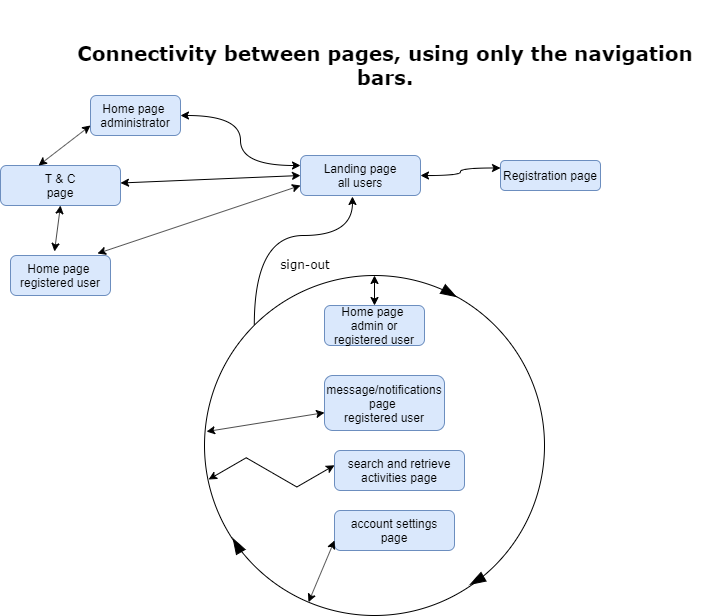 Connectivity between pages, using only the navigation
bars.
Home page
administrator
T & C
page
Landing page
all users
Registration page
Home page
registered user
sign-out
Home page
admin or
registered user
message/notifications
page
registered user
search and retrieve
activities page
account settings
page